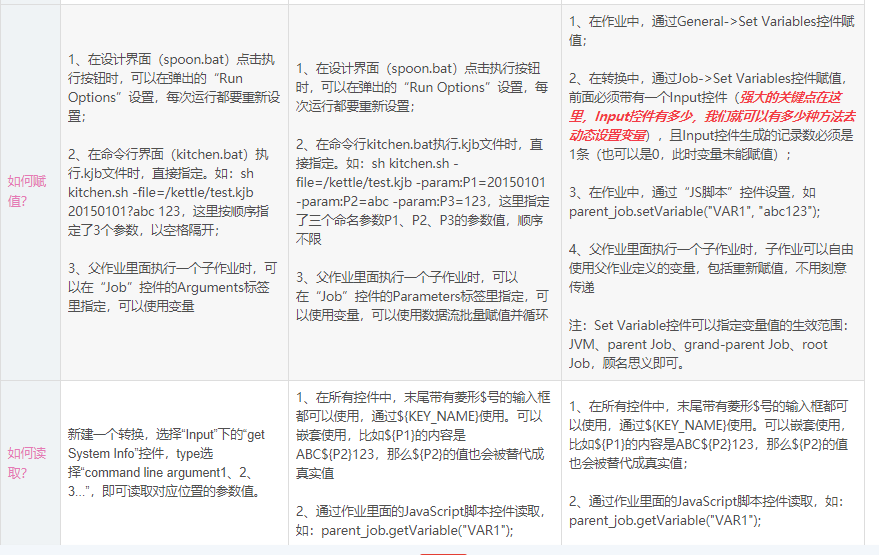 如何赋
值?
1、在设计界面（spoon.bat）点击执
行按钮时，可以在弹出的“Run
Options”设置，每次运行都要重新设
置；
2、在命令行界面（kitchen.bat）执
行.kjb文件时，直接指定。如：sh
kitchen.sh -file=/kettle/test.kjb
20150101?abc 123，这里按顺序指
定了3个参数，以空格隔开；
3、父作业里面执行一个子作业时，可
以在“Job”控件的Arguments标签
里指定，可以使用变量
1、在设计界面（spoon.bat）点击执行按钮
时，可以在弹出的“Run Options”设置，每
次运行都要重新设置；
2、在命令行kitchen.bat执行.kjb文件时，直
接指定。如：sh kitchen.sh -
file=/kettle/test.kjb -param:P1=20150101
-param:P2=abc -param:P3=123，这里指定
了三个命名参数P1、P2、P3的参数值，顺序
不限
3、父作业里面执行一个子作业时，可以
在“Job”控件的Parameters标签里指定，可
以使用变量，可以使用数据流批量赋值并循环
1、在作业中，通过General->Set Variables控件赋
值；
2、在转换中，通过Job->Set Variables控件赋值，
前面必须带有一个Input控件（强大的关键点在这
里，Input控件有多少，我们就可以有多少种方法去
动态设置变量），且Input控件生成的记录数必须是
1条（也可以是0，此时变量未能赋值）；
3、在作业中，通过“JS脚本”控件设置，如
parent_job.setVariable("VAR1", "abc123");
4、父作业里面执行一个子作业时，子作业可以自由
使用父作业定义的变量，包括重新赋值，不用刻意
传递
注：Set Variable控件可以指定变量值的生效范围：
JVM、parent Job、grand-parent Job、root
Job，顾名思义即可。
如何读
取?
新建一个转换，选择“Input”下的“get
System Info”控件，type选
择“command line argument1、2、
3...”，即可读取对应位置的参数值。
1、在所有控件中，末尾带有菱形$号的输入框
都可以使用，通过${KEY_NAME}使用。可以
嵌套使用，比如${P1}的内容是
ABC${P2}123，那么${P2}的值也会被替代成
真实值
2、通过作业里面的JavaScript脚本控件读取，
如：parent_job.getVariable("VAR1");
1、在所有控件中，末尾带有菱形$号的输入框都可
以使用，通过${KEY_NAME}使用。可以嵌套使用，
比如${P1}的内容是ABC${P2}123，那么${P2}的值
也会被替代成真实值；
2、通过作业里面的JavaScript脚本控件读取，如：
parent_job.getVariable("VAR1");